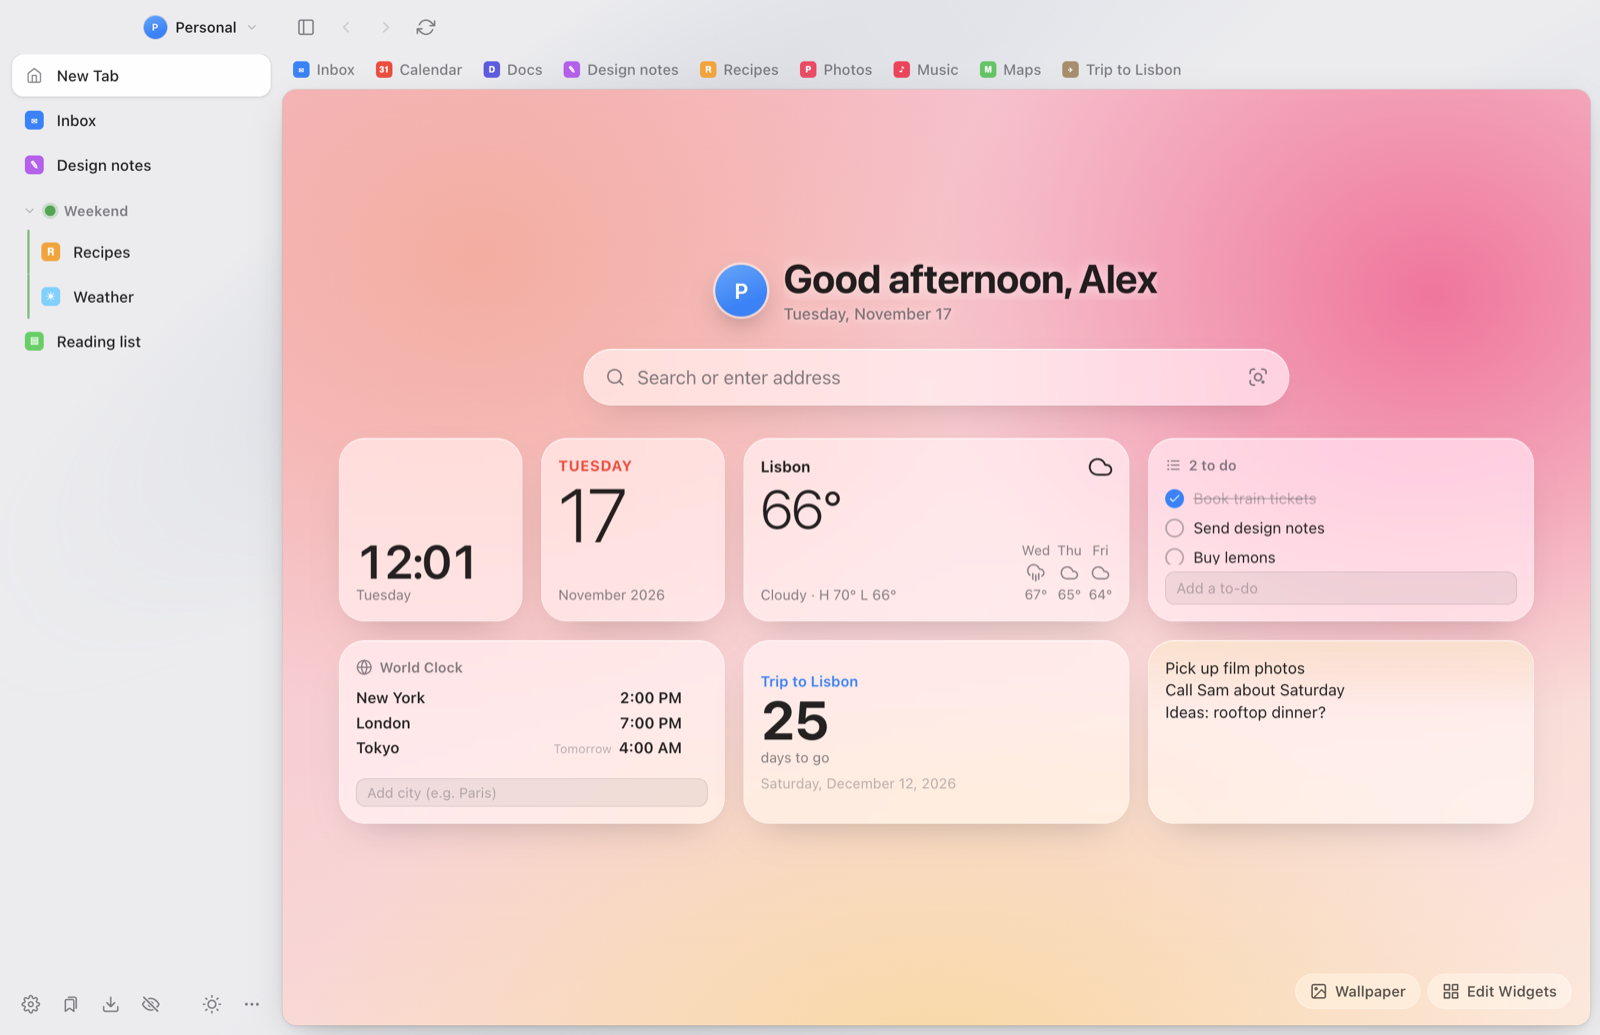 P Personal
New Tab
Inbox
Design notes
Weekend
R Recipes
Weather
Reading list
Inbox
31 Calendar
D Docs
Design notes
R Recipes
P Photos
Music
M Maps
Trip to Lisbon
P
Good afternoon, Alex
Tuesday, November 17
Search or enter address
12:01
Tuesday
TUESDAY
17
November 2026
Lisbon
66°
Cloudy · H 70° L 66°
Wed Thu Fri
67° 65° 64°
2 to do
Book train tickets
Send design notes
Buy lemons
Add a to-do
World Clock
New York 2:00 PM
London 7:00 PM
Tokyo Tomorrow 4:00 AM
Add city (e.g. Paris)
Trip to Lisbon
25
days to go
Saturday, December 12, 2026
Pick up film photos
Call Sam about Saturday
Ideas: rooftop dinner?
Wallpaper
Edit Widgets